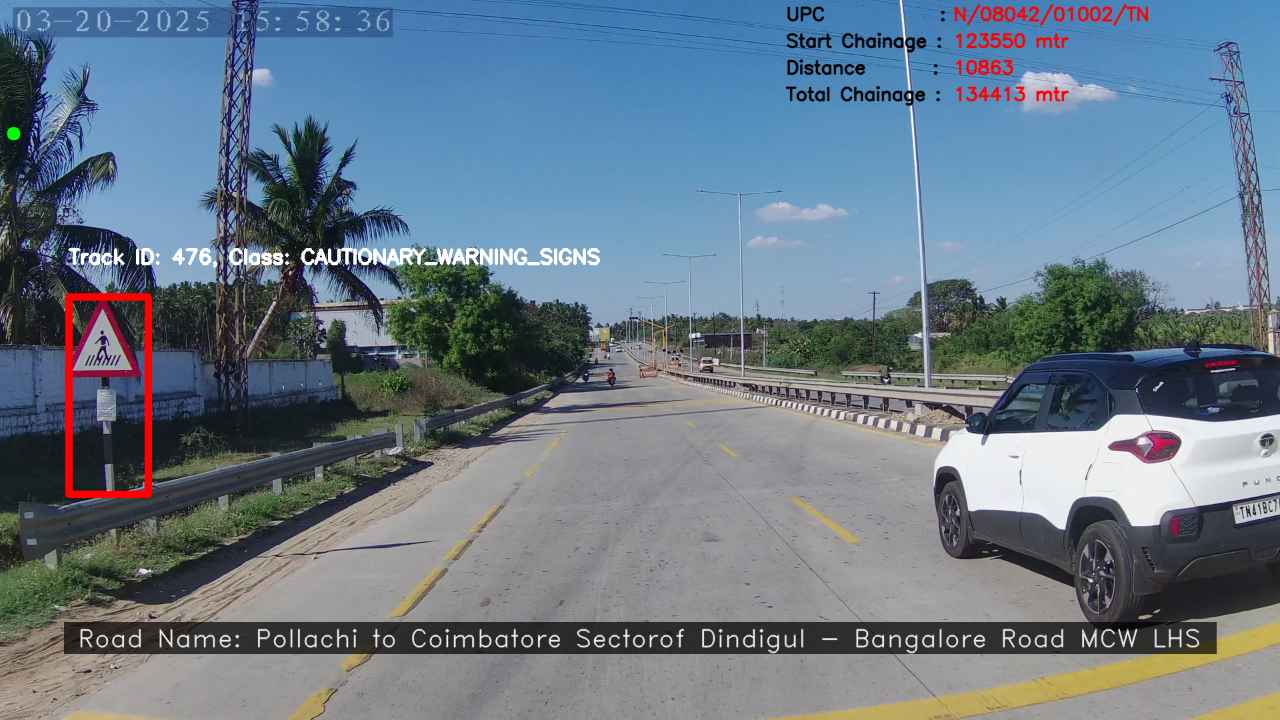 03-20-2025 15:58:36
UPC : N/08042/01002/TN
Start Chainage : 123550 mtr
Distance : 10863
Total Chainage : 134413 mtr
Track ID: 476, Class: CAUTIONARY_WARNING_SIGNS
PUNCH
Road Name: Pollachi to Coimbatore Sectorof Dindigul - Bangalore Road MCW LHS